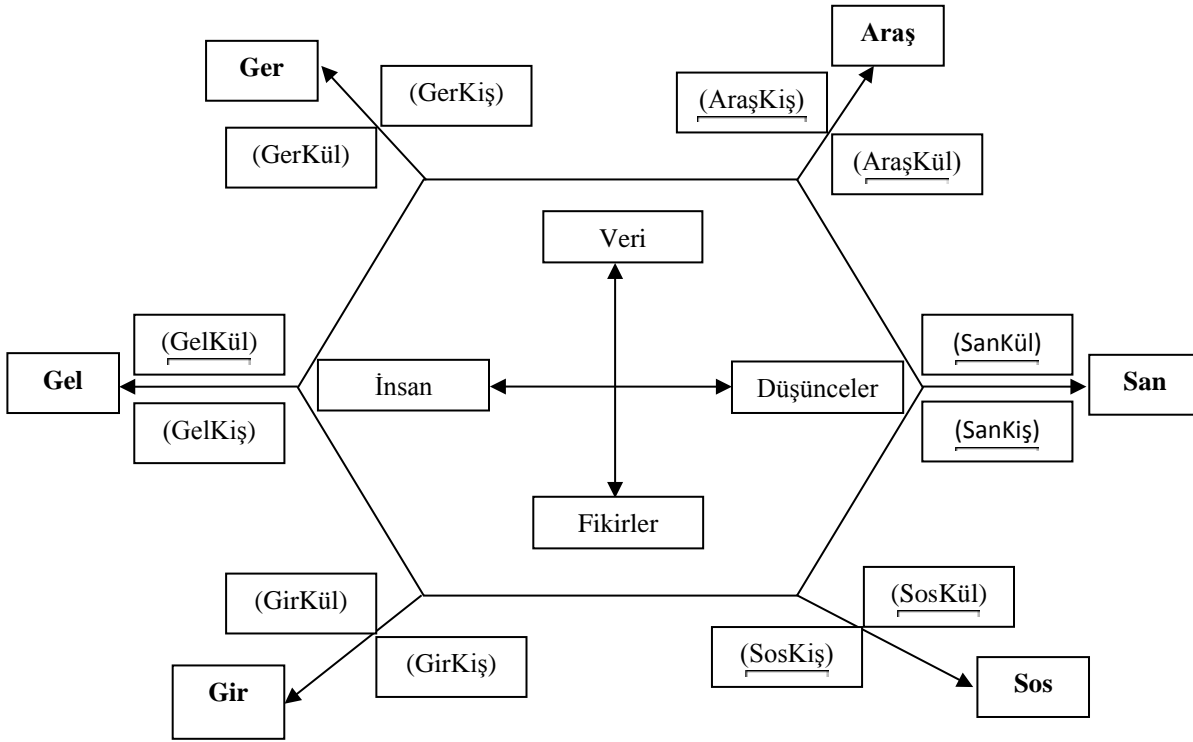 Araş
Ger
(GerKiş)
(AraşKiş)
(GerKül)
(AraşKül)
Veri
(GelKül)
(SanKül)
Gel
İnsan
Düşünceler
San
(GelKiş)
(SanKiş)
Fikirler
(GirKül)
(SosKül)
(GirKiş)
(SosKiş)
Gir
Sos